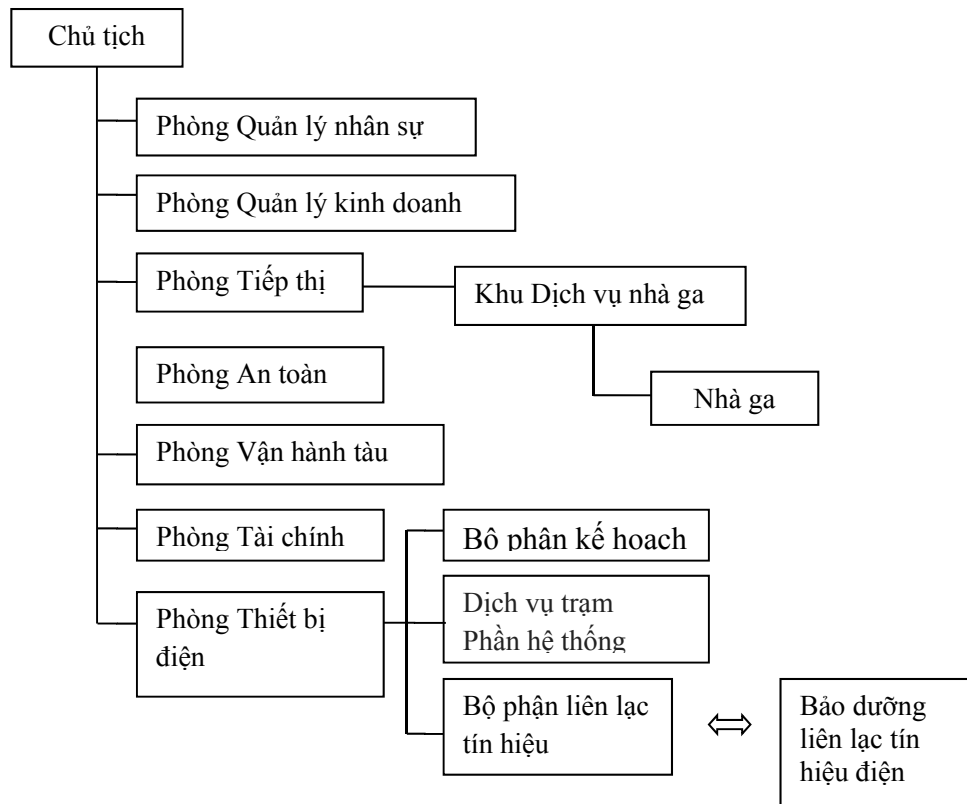 Chủ tịch
Phòng Quản lý nhân sự
Phòng Quản lý kinh doanh
Phòng Tiếp thị
Khu Dịch vụ nhà ga
Phòng An toàn
Nhà ga
Phòng Vận hành tàu
Phòng Tài chính
Bộ phận kế hoạch
Phòng Thiết bị
điện
Dịch vụ trạm
Phần hệ thống
Bộ phận liên lạc
tín hiệu
Bảo dưỡng
liên lạc tín
hiệu điện